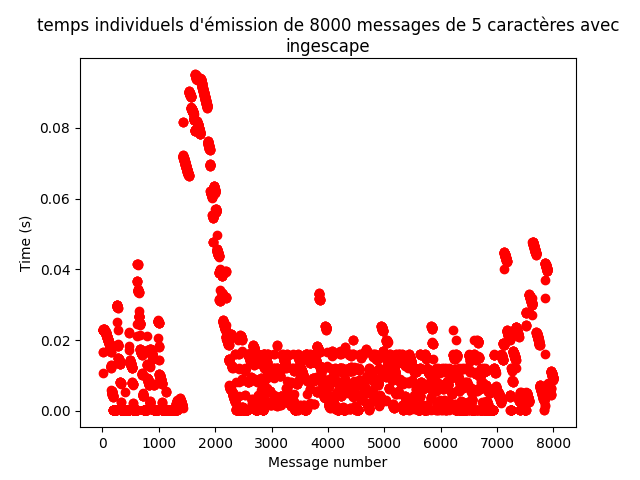 temps individuels d'émission de 8000 messages de 5 caractères avec
ingescape
0.08
0.06
0.04
0.02
0.00
Time (s)
0 1000 2000 3000 4000 5000 6000 7000 8000
Message number